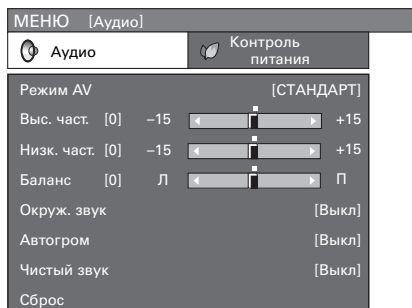 МЕНЮ [Аудио]
Аудио
Контроль
питания
Режим AV [СТАНДАРТ]
Выс. част. [0] –15 +15
Низк. част. [0] –15 +15
Баланс [0] Л П
Окруж. звук [Выкл]
Автогром [Выкл]
Чистый звук [Выкл]
Сброс